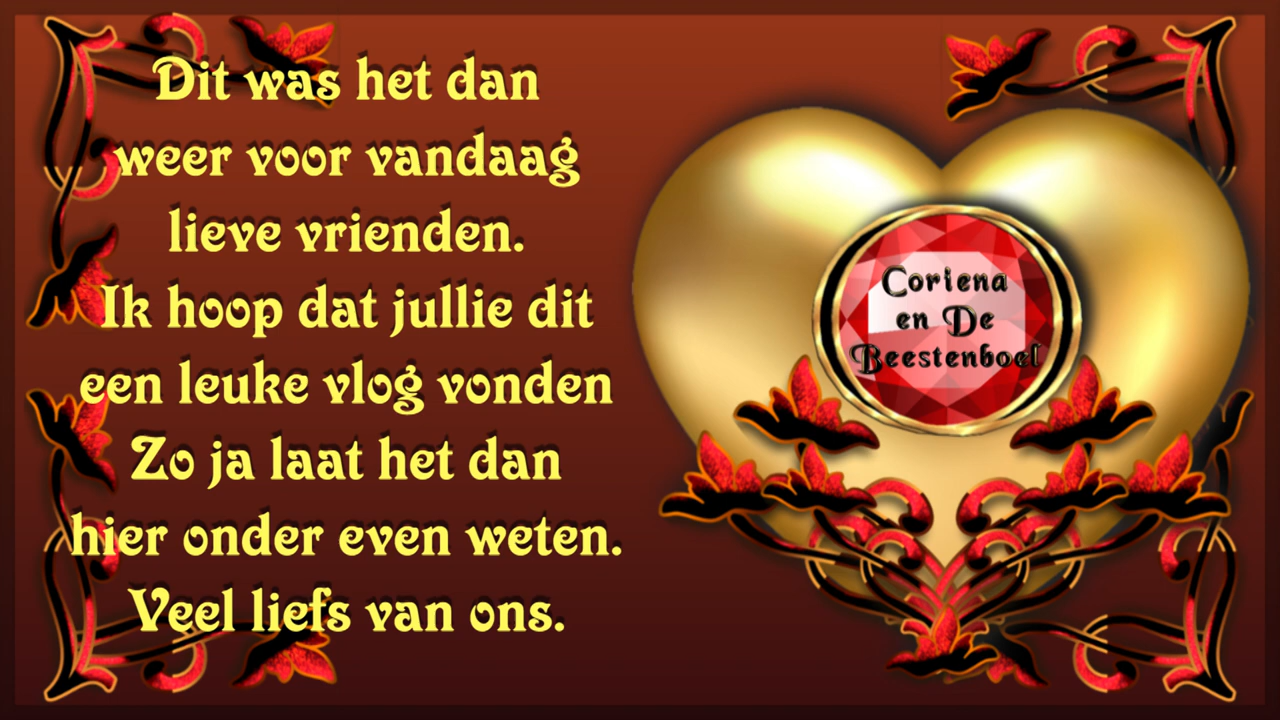 Dit was het dan
weer voor vandaag
lieve vrienden.
Ik hoop dat jullie dit
een leuke vlog vonden
Zo ja laat het dan
hier onder even weten.
Veel liefs van ons.
Coriena
en De
Beestenboel